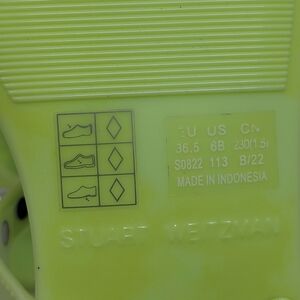 EU US CN
36.5 6B 230(1.5)
S0822 113 B/22
MADE IN INDONESIA
STUART WEITZMAN